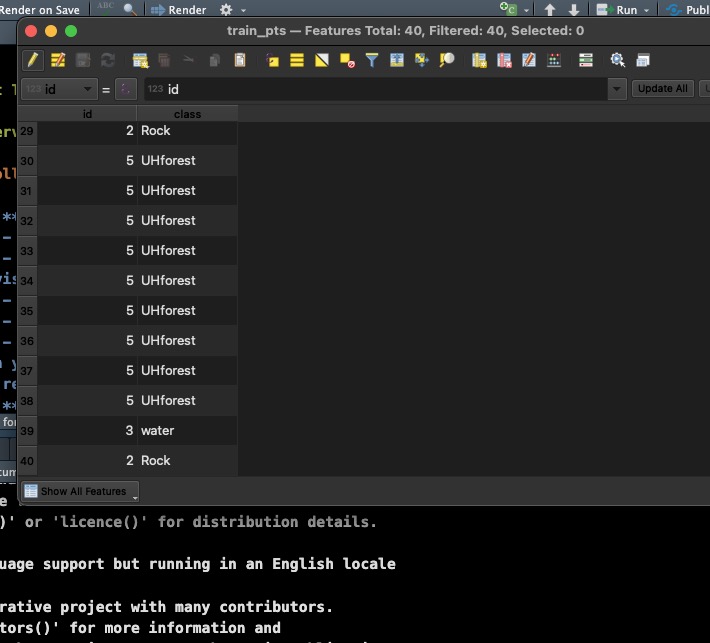 Render on Save ABC Render Run Publ
train_pts — Features Total: 40, Filtered: 40, Selected: 0
123 id = 123 id Update All
id class
29 2 Rock
30 5 UHforest
31 5 UHforest
32 5 UHforest
33 5 UHforest
34 5 UHforest
35 5 UHforest
36 5 UHforest
37 5 UHforest
38 5 UHforest
39 3 water
40 2 Rock
Show All Features
)' or 'licence()' for distribution details.
uage support but running in an English locale
rative project with many contributors.
tors()' for more information and